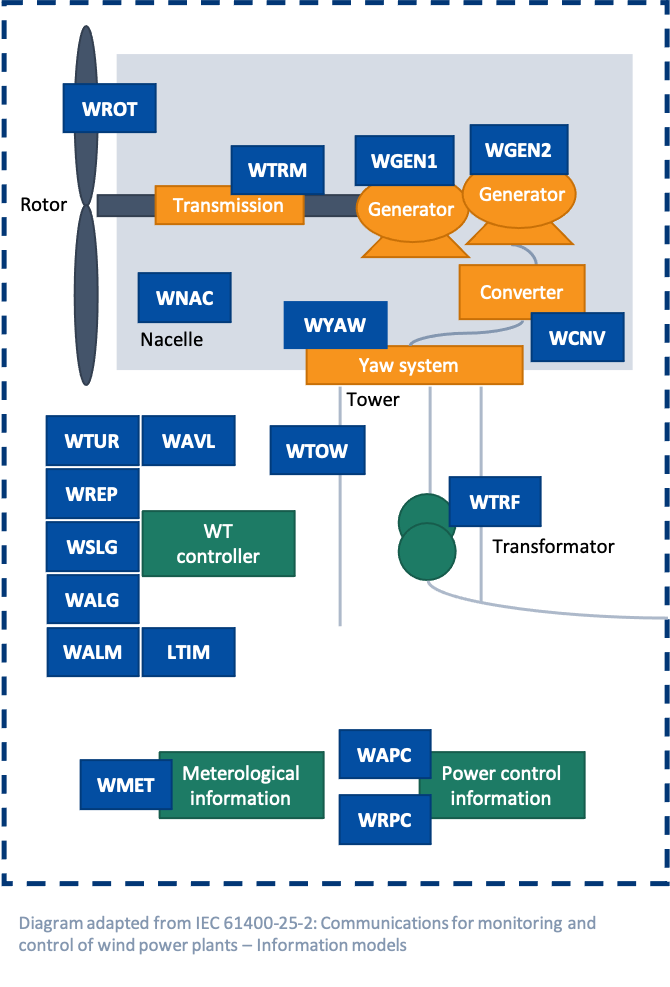 WROT
WTRM
WGEN1
WGEN2
Rotor
Transmission
Generator
Generator
WNAC
Nacelle
WYAW
Converter
WCNV
Yaw system
Tower
WTUR
WAVL
WTOW
WREP
WTRF
WSLG
WT
controller
Transformator
WALG
WALM
LTIM
WMET
Meterological
information
WAPC
WRPC
Power control
information
Diagram adapted from IEC 61400-25-2: Communications for monitoring and
control of wind power plants – Information models